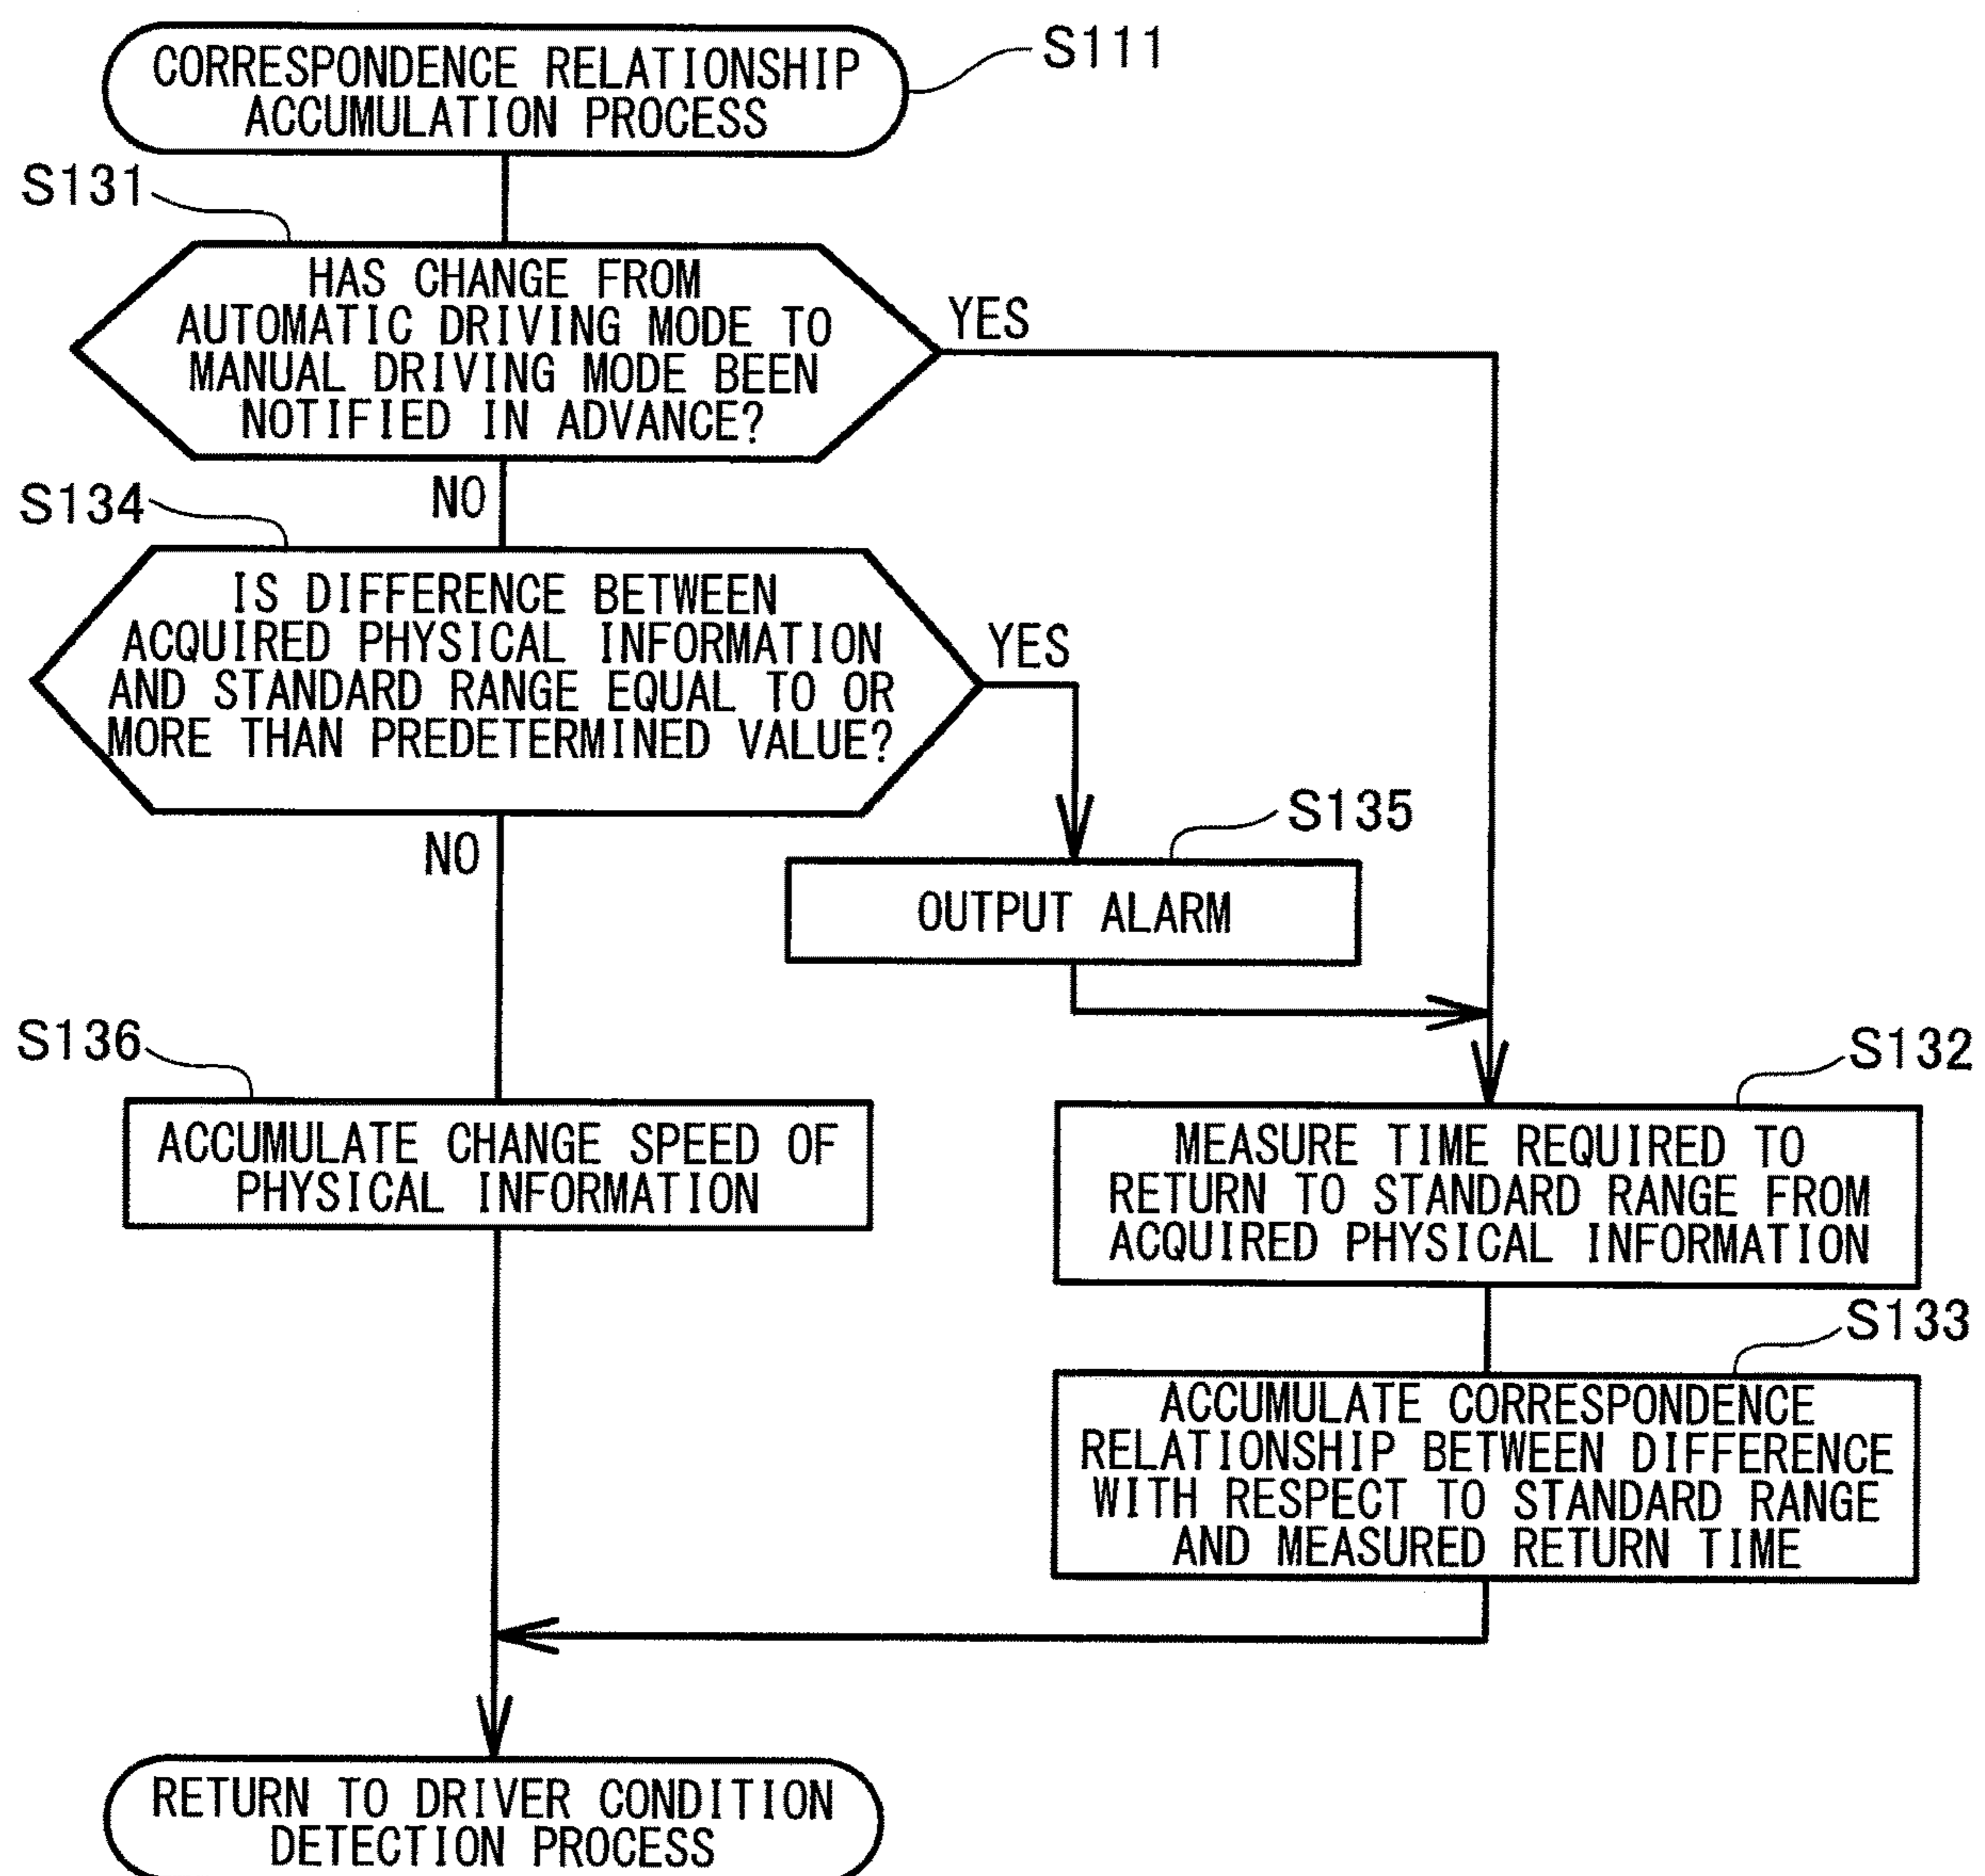 CORRESPONDENCE RELATIONSHIP
ACCUMULATION PROCESS
S111
S131
HAS CHANGE FROM
AUTOMATIC DRIVING MODE TO
MANUAL DRIVING MODE BEEN
NOTIFIED IN ADVANCE?
YES
NO
S134
IS DIFFERENCE BETWEEN
ACQUIRED PHYSICAL INFORMATION
AND STANDARD RANGE EQUAL TO OR
MORE THAN PREDETERMINED VALUE?
YES
NO
S135
OUTPUT ALARM
S136
ACCUMULATE CHANGE SPEED OF
PHYSICAL INFORMATION
S132
MEASURE TIME REQUIRED TO
RETURN TO STANDARD RANGE FROM
ACQUIRED PHYSICAL INFORMATION
S133
ACCUMULATE CORRESPONDENCE
RELATIONSHIP BETWEEN DIFFERENCE
WITH RESPECT TO STANDARD RANGE
AND MEASURED RETURN TIME
RETURN TO DRIVER CONDITION
DETECTION PROCESS